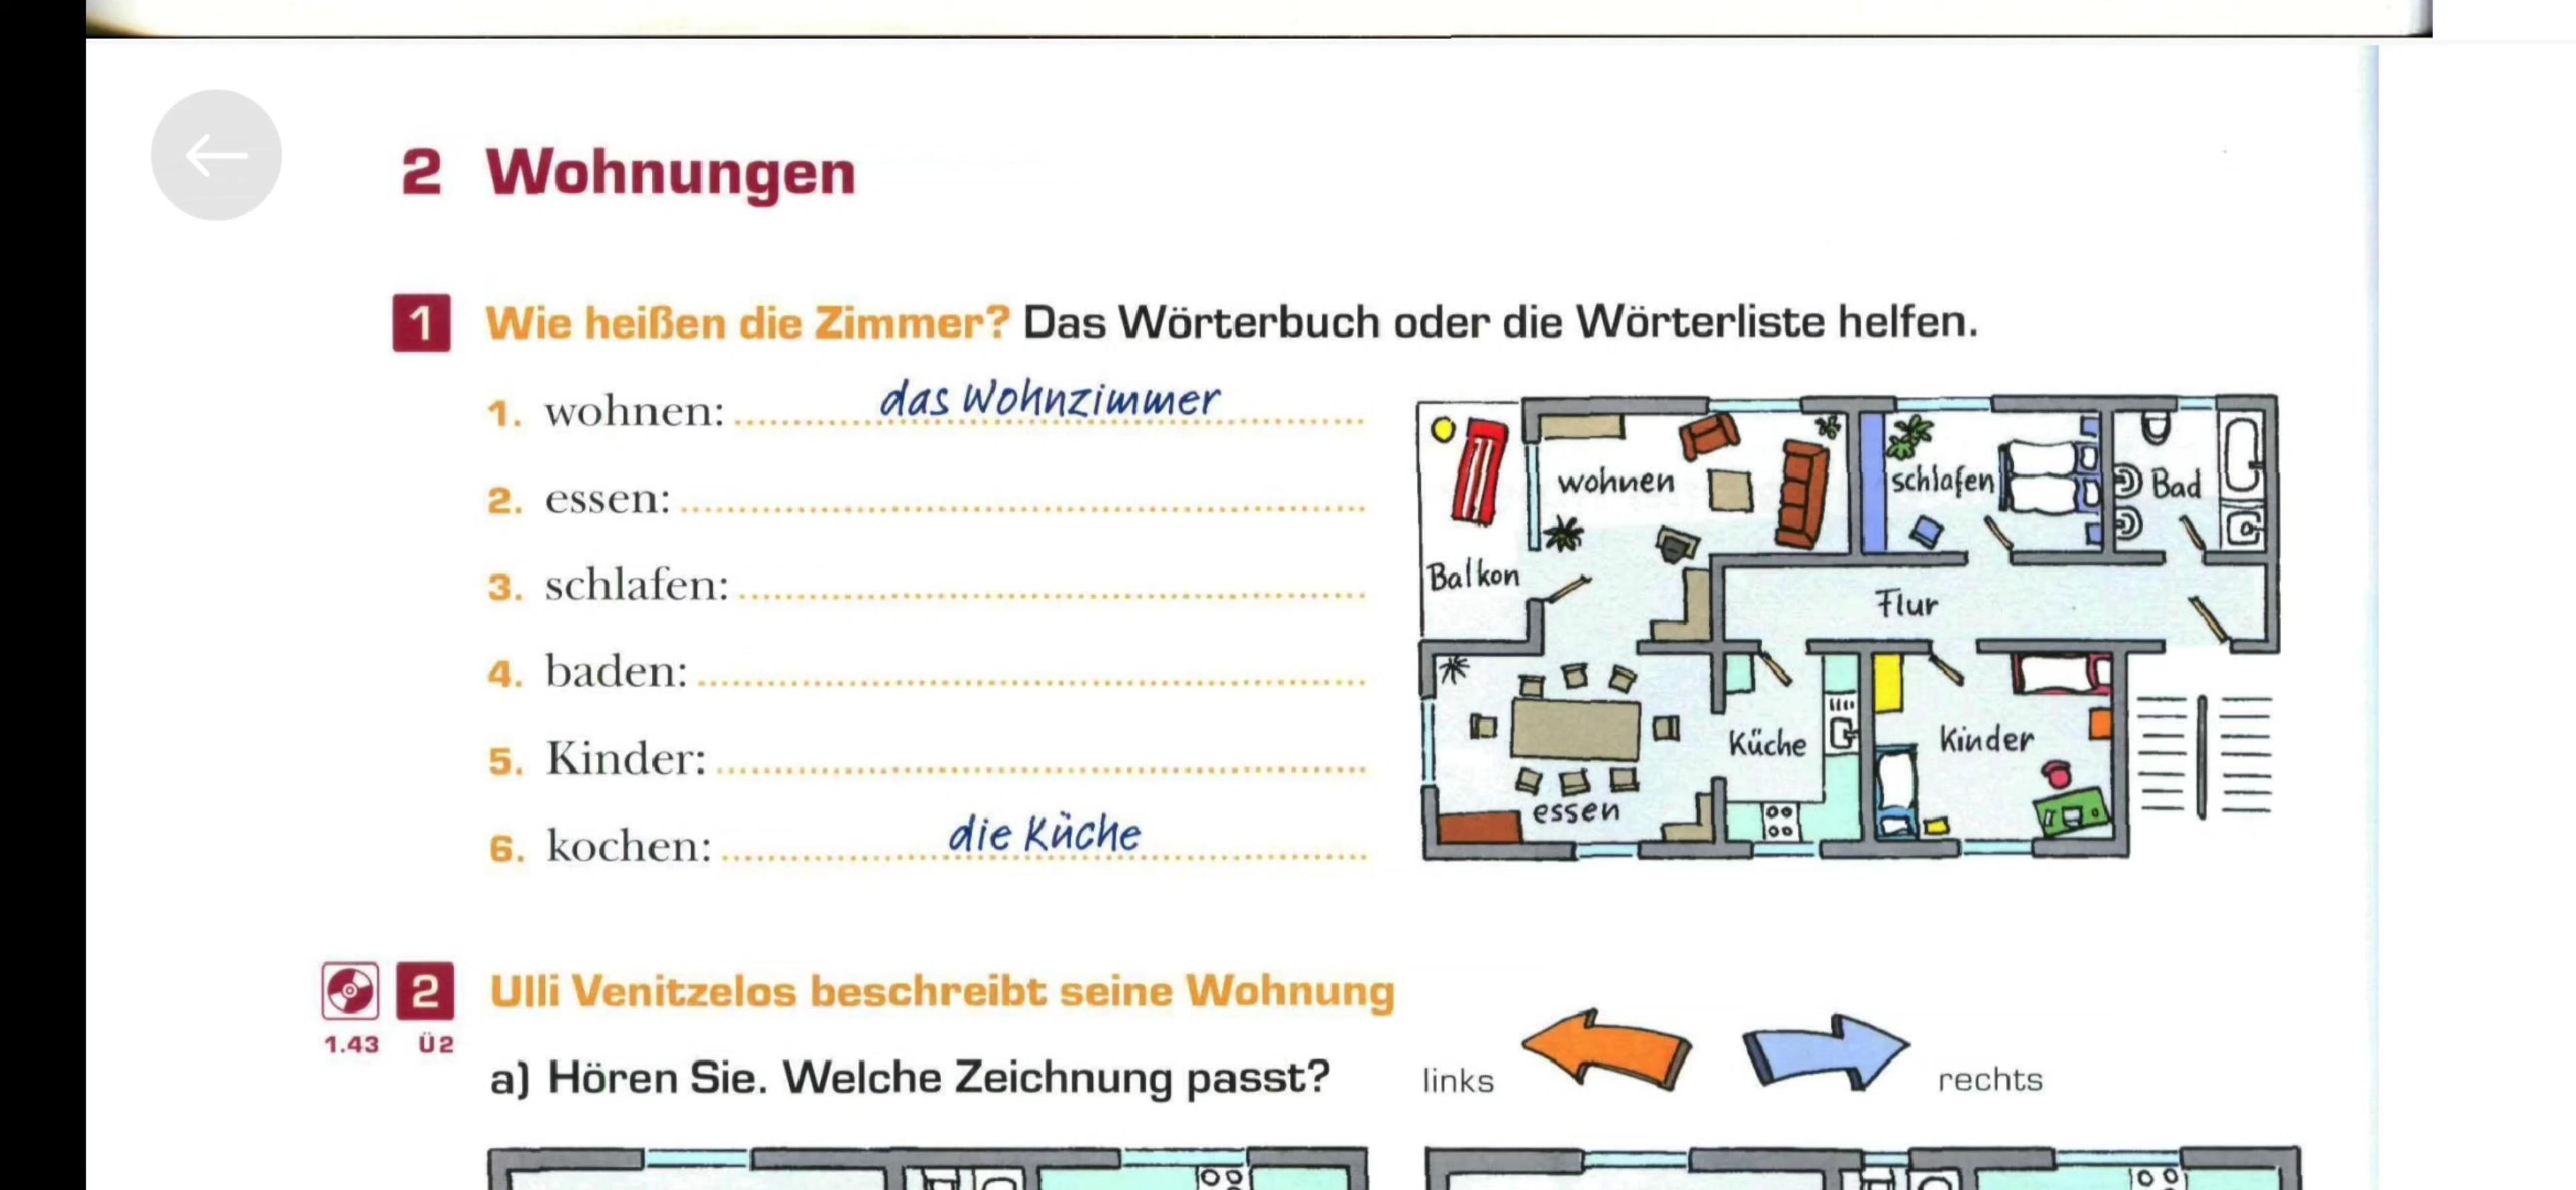 2 Wohnungen
1 Wie heißen die Zimmer? Das Wörterbuch oder die Wörterliste helfen.
1. wohnen: das Wohnzimmer
2. essen:
3. schlafen:
4. baden:
5. Kinder:
6. kochen: die Küche
wohnen
schlafen
Bad
Balkon
Flur
Küche
Kinder
essen
2 Ulli Venitzelos beschreibt seine Wohnung
1.43 Ü2
a) Hören Sie. Welche Zeichnung passt?
links
rechts